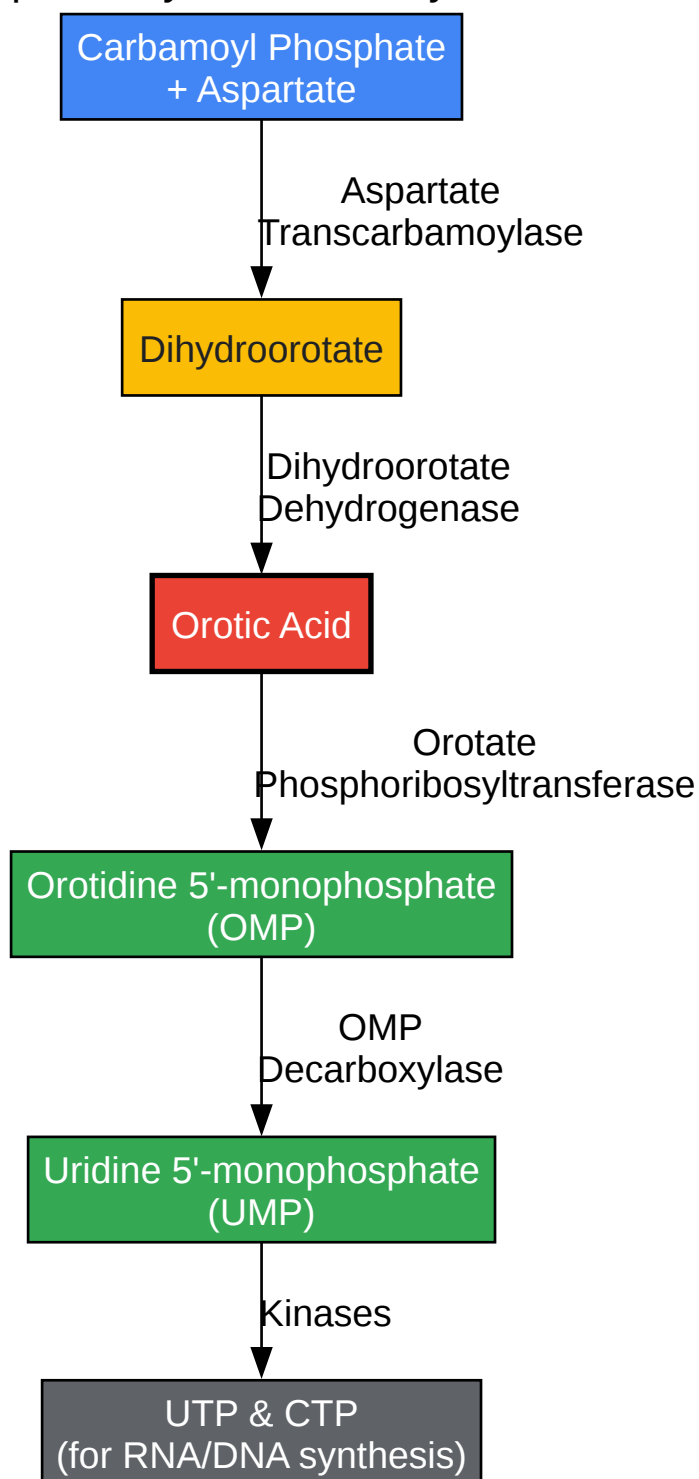 Carbamoyl Phosphate
+ Aspartate
Aspartate
Transcarbamoylase
Dihydroorotate
Dihydroorotate
Dehydrogenase
Orotic Acid
Orotate
Phosphoribosyltransferase
Orotidine 5'-monophosphate
(OMP)
OMP
Decarboxylase
Uridine 5'-monophosphate
(UMP)
Kinases
UTP & CTP
(for RNA/DNA synthesis)